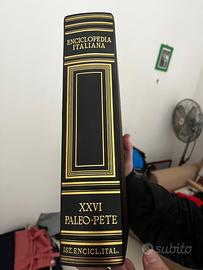 ENCICLOPEDIA
ITALIANA
XXVI
PALEO-PETE
IST. ENCICL. ITAL.
subito